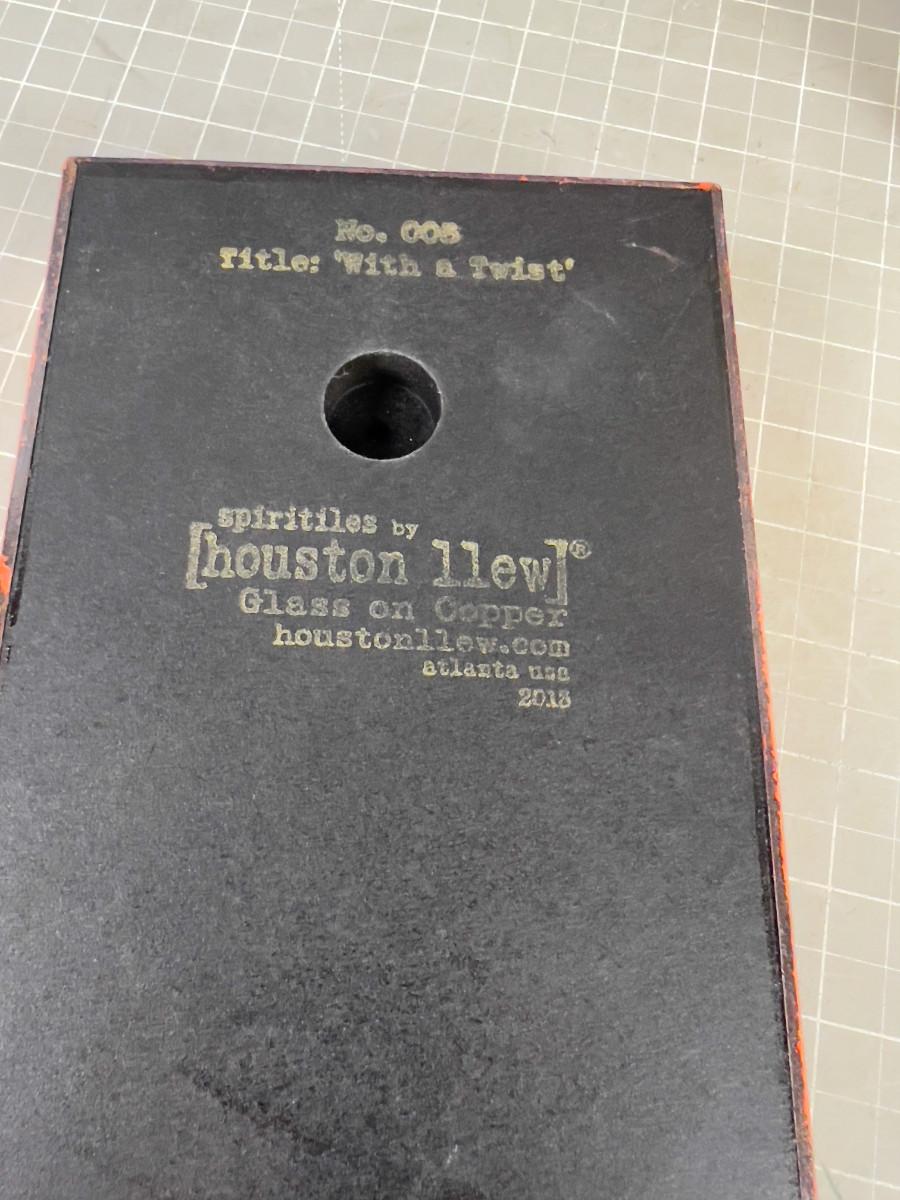 No. 005
Title: 'With a Twist'
spiritiles by
[houston llew]®
Glass on Copper
houstonllew.com
atlanta usa
2013